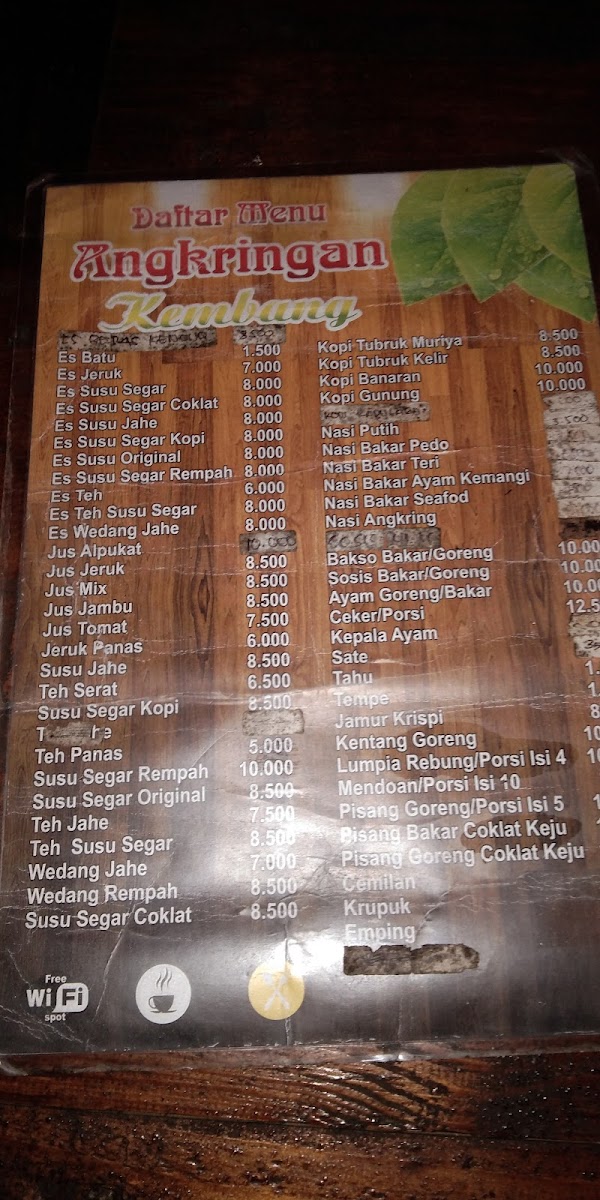 Daftar Menu
Angkringan
Kembang
8.500
Es Batu 1.500
Es Jeruk 7.000
Es Susu Segar 8.000
Es Susu Segar Coklat 8.000
Es Susu Jahe 8.000
Es Susu Segar Kopi 8.000
Es Susu Original 8.000
Es Susu Segar Rempah 8.000
Es Teh 6.000
Es Teh Susu Segar 8.000
Es Wedang Jahe 8.000
Jus Alpukat 10.000
Jus Jeruk 8.500
Jus Mix 8.500
Jus Jambu 8.500
Jus Tomat 7.500
Jeruk Panas 6.000
Susu Jahe 8.500
Teh Serat 6.500
Susu Segar Kopi 8.500
Teh Panas 5.000
Susu Segar Rempah 10.000
Susu Segar Original 8.500
Teh Jahe 7.500
Teh Susu Segar 8.500
Wedang Jahe 7.000
Wedang Rempah 8.500
Susu Segar Coklat 8.500
Kopi Tubruk Muriya 8.500
Kopi Tubruk Kelir 8.500
Kopi Banaran 10.000
Kopi Gunung 10.000
Nasi Putih
Nasi Bakar Pedo
Nasi Bakar Teri
Nasi Bakar Ayam Kemangi
Nasi Bakar Seafod
Nasi Angkring
Bakso Bakar/Goreng
Sosis Bakar/Goreng
Ayam Goreng/Bakar
Ceker/Porsi
Kepala Ayam
Sate
Tahu
Tempe
Jamur Krispi
Kentang Goreng
Lumpia Rebung/Porsi Isi 4
Mendoan/Porsi Isi 10
Pisang Goreng/Porsi Isi 5
Pisang Bakar Coklat Keju
Pisang Goreng Coklat Keju
Cemilan
Krupuk
Emping
Free
WiFi
spot